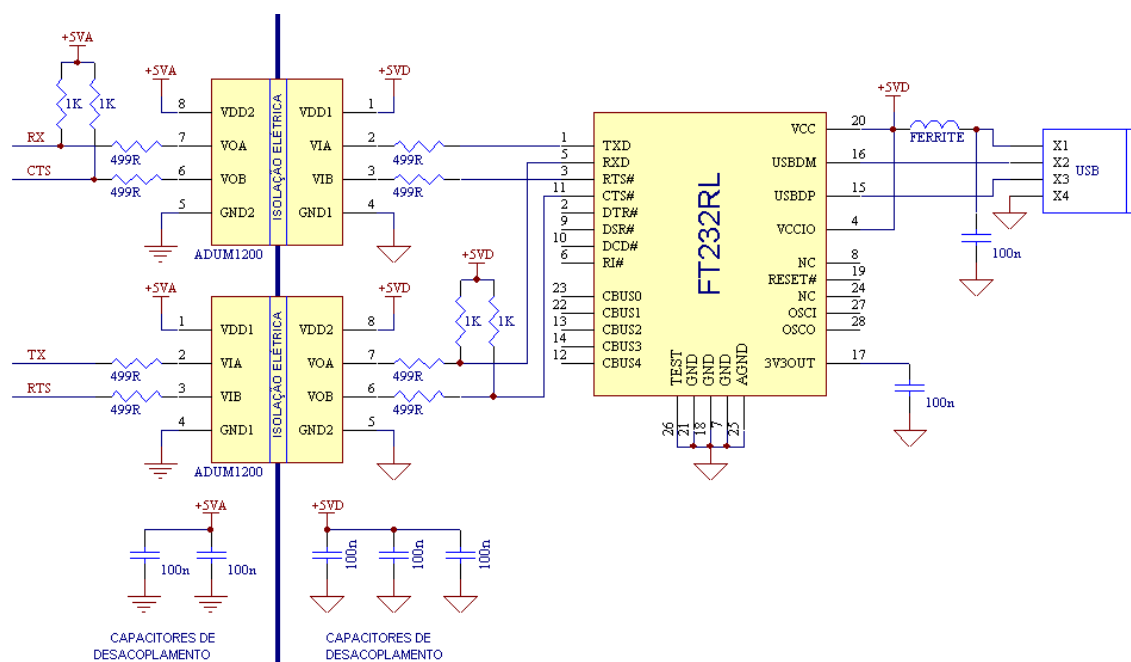 +5VA
1K
1K
RX
499R
CTS
499R
+5VA
8
7
6
5
VDD2
VOA
VOB
GND2
ISOLAÇÃO ELÉTRICA
VDD1
VIA
VIB
GND1
1
2
3
4
ADUM1200
+5VD
499R
499R
+5VA
TX
499R
RTS
499R
1
2
3
4
VDD1
VIA
VIB
GND1
ISOLAÇÃO ELÉTRICA
VDD2
VOA
VOB
GND2
8
7
6
5
ADUM1200
+5VD
499R
499R
+5VD
1K
1K
1
5
3
11
2
9
10
6
23
22
13
14
12
TXD
RXD
RTS#
CTS#
DTR#
DSR#
DCD#
RI#
CBUS0
CBUS1
CBUS2
CBUS3
CBUS4
FT232RL
TEST
GND
GND
GND
AGND
26
21
18
7
25
VCC
USBDM
USBDP
VCCIO
NC
RESET#
NC
OSCI
OSCO
3V3OUT
20
16
15
4
8
19
24
27
28
17
+5VD
FERRITE
X1
X2
X3
X4
USB
100n
100n
+5VA
100n
100n
CAPACITORES DE
DESACOPLAMENTO
+5VD
100n
100n
100n
CAPACITORES DE
DESACOPLAMENTO